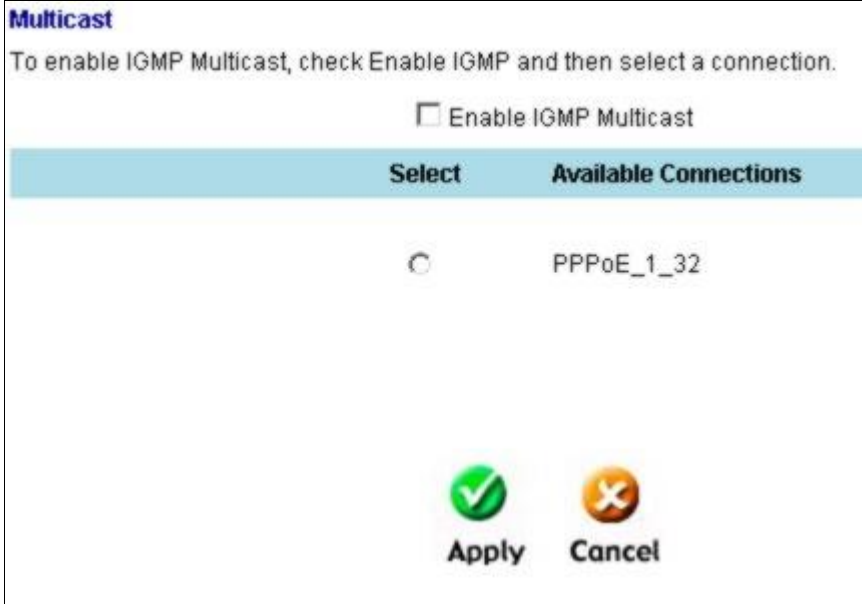 Multicast
To enable IGMP Multicast, check Enable IGMP and then select a connection.
Enable IGMP Multicast
Select Available Connections
PPPoE_1_32
Apply Cancel